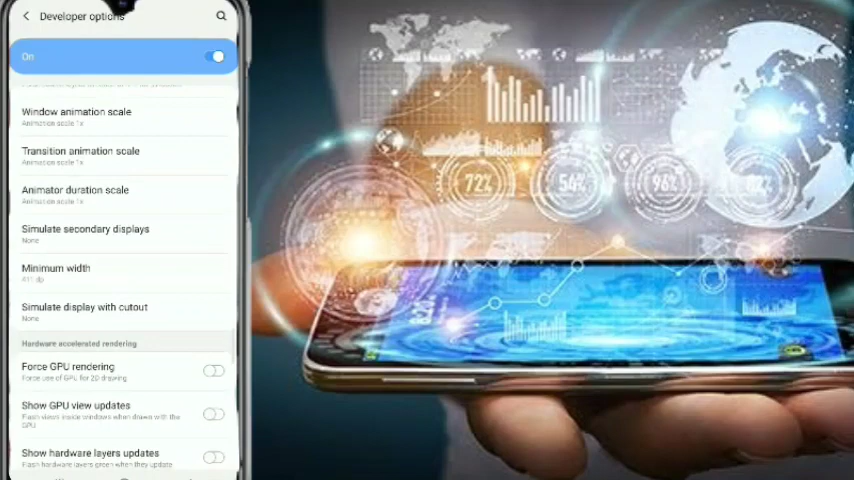 Developer options
On
Window animation scale
Animation scale 1x
Transition animation scale
Animation scale 1x
Animator duration scale
Animation scale 1x
Simulate secondary displays
None
Minimum width
411 dp
Simulate display with cutout
None
Hardware accelerated rendering
Force GPU rendering
Force use of GPU for 2D drawing
Show GPU view updates
Flash views inside windows when drawn with the
GPU
Show hardware layers updates
Flash hardware layers green when they update
72%
54%
96%